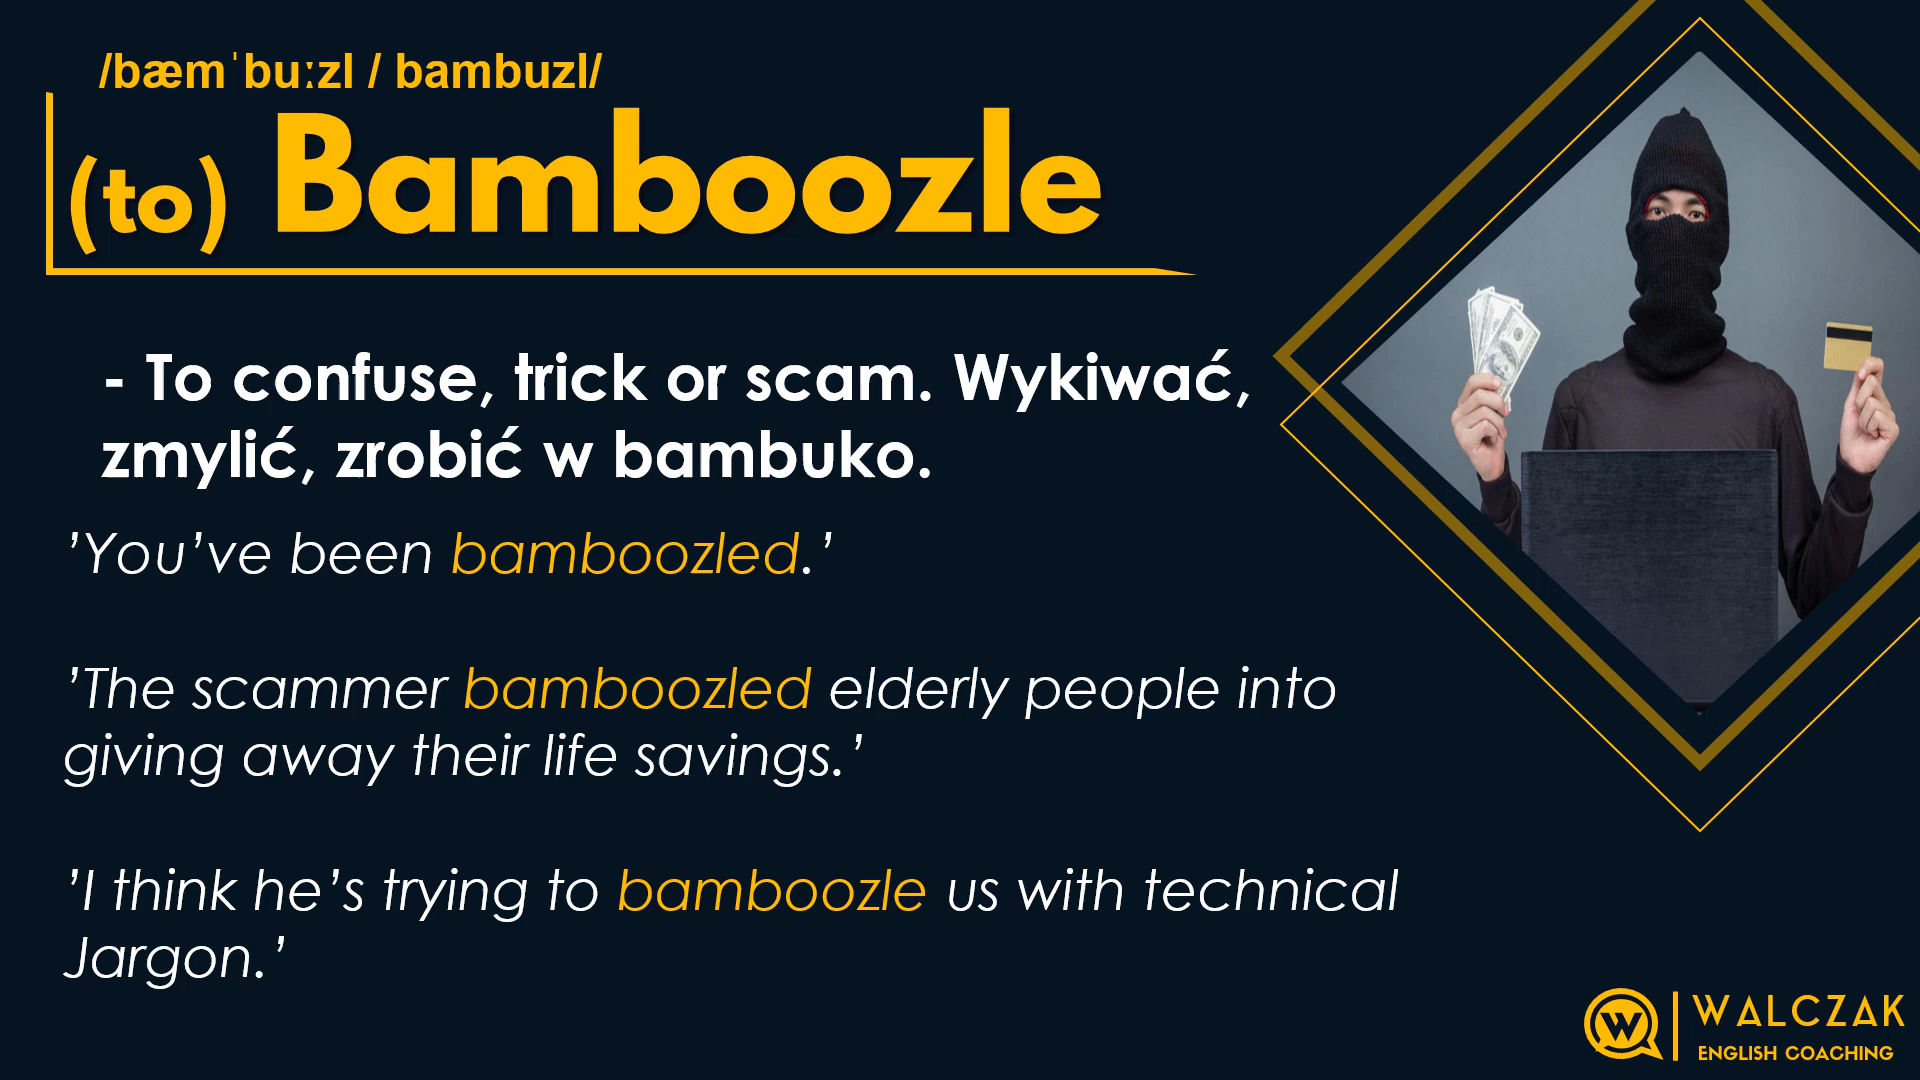 /bæmˈbuːzl / bambuzl/
(to) Bamboozle
- To confuse, trick or scam. Wykiwać,
zmylić, zrobić w bambuko.
’You’ve been bamboozled.’
’The scammer bamboozled elderly people into
giving away their life savings.’
’I think he’s trying to bamboozle us with technical
Jargon.’
W
WALCZAK
ENGLISH COACHING